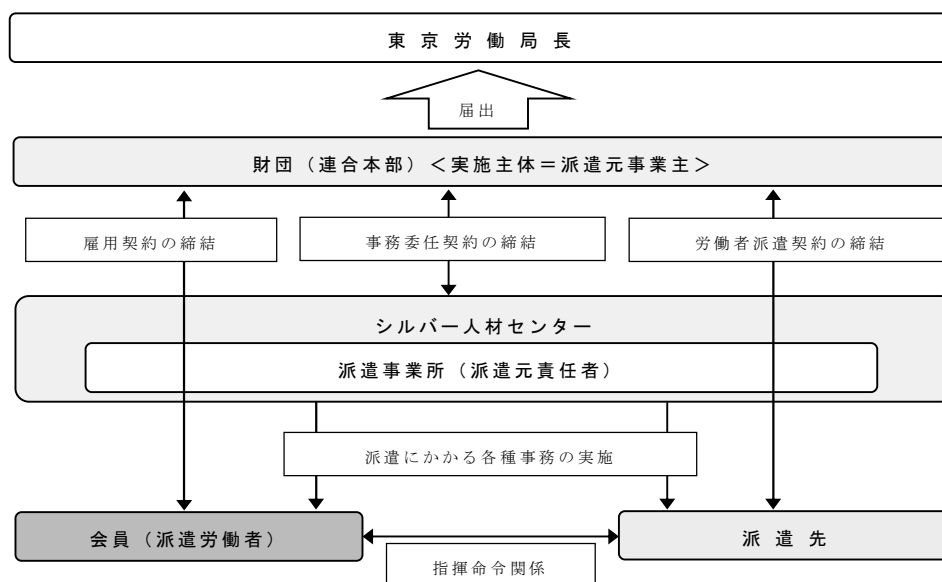 東京労働局長
届出
財団（連合本部）＜実施主体＝派遣元事業主＞
雇用契約の締結
事務委任契約の締結
労働者派遣契約の締結
シルバー人材センター
派遣事業所（派遣元責任者）
派遣にかかる各種事務の実施
会員（派遣労働者）
派遣先
指揮命令関係